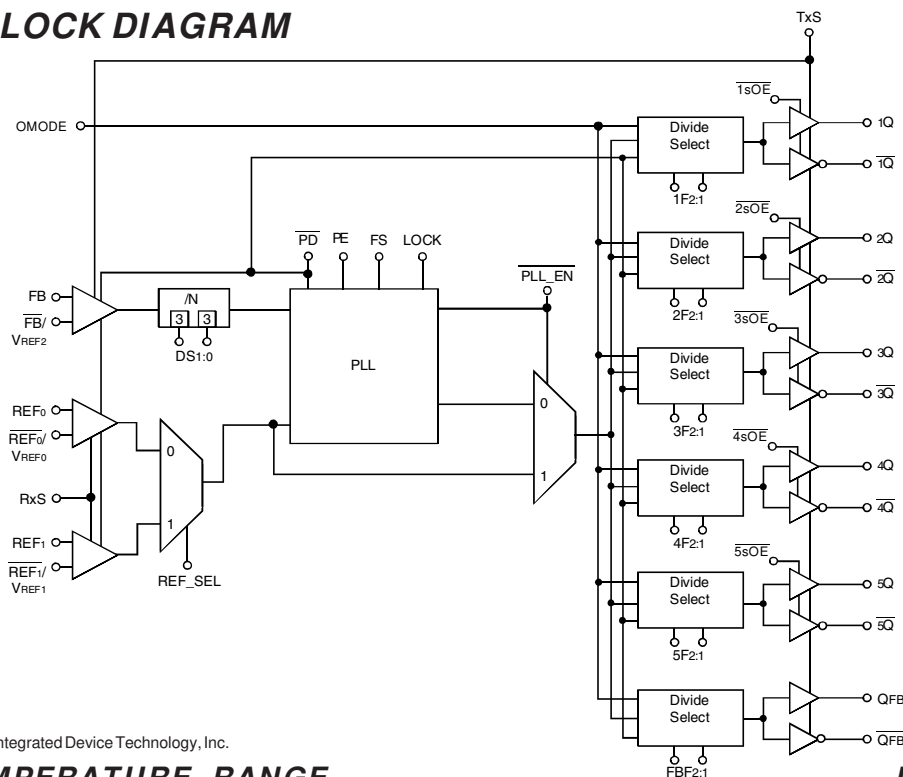 LOCK DIAGRAM
TxS
1sOE
OMODE
Divide
Select
1Q
1Q
1F2:1
2sOE
PD
PE
FS
LOCK
PLL_EN
Divide
Select
2Q
2Q
2F2:1
FB
FB/
VREF2
/N
3
3
DS1:0
PLL
3sOE
Divide
Select
3Q
3Q
3F2:1
REF0
REF0/
VREF0
RxS
REF1
REF1/
VREF1
0
1
REF_SEL
0
1
4sOE
Divide
Select
4Q
4Q
4F2:1
5sOE
Divide
Select
5Q
5Q
5F2:1
Divide
Select
QFB
QFB
FBF2:1
ntegrated Device Technology, Inc.
MPERATURE RANGE